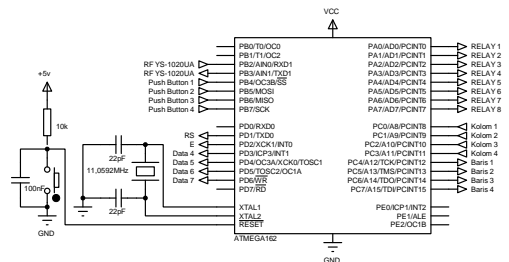 VCC
PB0/T0/OC0 PA0/AD0/PCINT0 RELAY 1
PB1/T1/OC2 PA1/AD1/PCINT1 RELAY 2
RF YS-1020UA PB2/AIN0/RXD1 PA2/AD2/PCINT2 RELAY 3
RF YS-1020UA PB3/AIN1/TXD1 PA3/AD3/PCINT3 RELAY 4
Push Button 1 PB4/OC3B/SS PA4/AD4/PCINT4 RELAY 5
Push Button 2 PB5/MOSI PA5/AD5/PCINT5 RELAY 6
Push Button 3 PB6/MISO PA6/AD6/PCINT6 RELAY 7
Push Button 4 PB7/SCK PA7/AD7/PCINT7 RELAY 8
+5v
10k
PD0/RXD0 PC0/A8/PCINT8 Kolom 1
RS PD1/TXD0 PC1/A9/PCINT9 Kolom 2
E PD2/XCK1/INT0 PC2/A10/PCINT10 Kolom 3
Data 4 PD3/ICP3/INT1 PC3/A11/PCINT11 Kolom 4
Data 5 PD4/OC3A/XCK0/TOSC1 PC4/A12/TCK/PCINT12 Baris 1
Data 6 PD5/TOSC2/OC1A PC5/A13/TMS/PCINT13 Baris 2
Data 7 PD6/WR PC6/A14/TDO/PCINT14 Baris 3
PD7/RD PC7/A15/TDI/PCINT15 Baris 4
22pF
11,0592MHz
22pF
100nF
XTAL1 PE0/ICP1/INT2
XTAL2 PE1/ALE
RESET PE2/OC1B
ATMEGA162
GND
GND